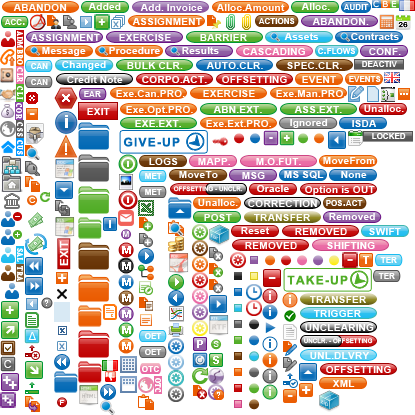 ABANDON Added Add. Invoice Alloc.Amount Alloc. AUDIT C B E
ACC. ASSIGNMENT ACTIONS ABANDON.
ASSIGNMENT EXERCISE BARRIER Assets Contracts
Message Procedure Results CASCADING C.FLOWS CONF.
CAN Changed BULK CLR. AUTO.CLR. SPEC.CLR. DEACTIV
CAN Credit Note CORPO.ACT. OFFSETTING EVENT EVENTS 26
EAR Exe.Can.PRO EXERCISE Exe.Man.PRO
EXIT Exe.Opt.PRO ABN.EXT. ASS.EXT. Unalloc.
EXE.EXT. Exe.Ext.PRO Ignored ISDA
GIVE-UP LOCKED
LOGS MAPP. M.O.FUT. MoveFrom
MET MoveTo MSG MS SQL None
MET OFFSETTING - UNCLR Oracle Option is OUT
Unalloc. CORRECTION POS.ACT
POST TRANSFER Removed
Reset REMOVED SWIFT
EXIT REMOVED SHIFTING
TER TER
TAKE-UP
TRANSFER
TRIGGER
OET UNCLEARING
OET UNCLR. - OFFSETTING
UNL.DLVRY
OTC OFFSETTING
OTC XML